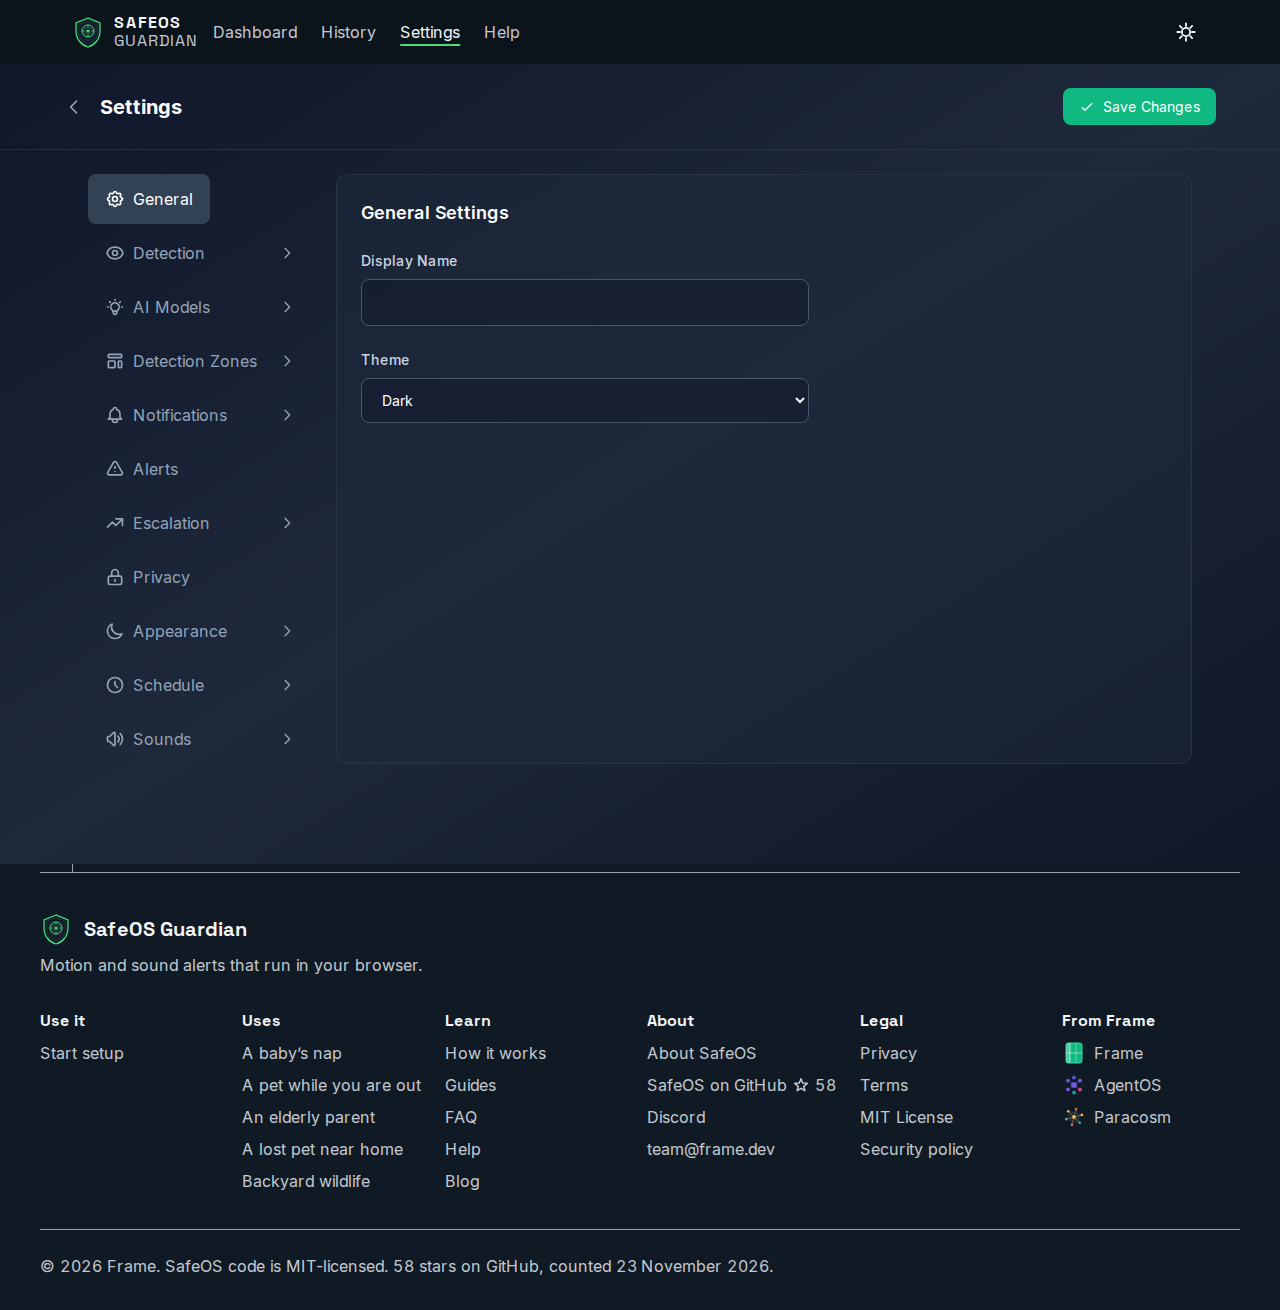 SAFEOS
GUARDIAN
Dashboard
History
Settings
Help
Settings
Save Changes
General
Detection
AI Models
Detection Zones
Notifications
Alerts
Escalation
Privacy
Appearance
Schedule
Sounds
General Settings
Display Name
Theme
Dark
SafeOS Guardian
Motion and sound alerts that run in your browser.
Use it
Start setup
Uses
A baby’s nap
A pet while you are out
An elderly parent
A lost pet near home
Backyard wildlife
Learn
How it works
Guides
FAQ
Help
Blog
About
About SafeOS
SafeOS on GitHub ☆ 58
Discord
team@frame.dev
Legal
Privacy
Terms
MIT License
Security policy
From Frame
Frame
AgentOS
Paracosm
© 2026 Frame. SafeOS code is MIT-licensed. 58 stars on GitHub, counted 23 November 2026.